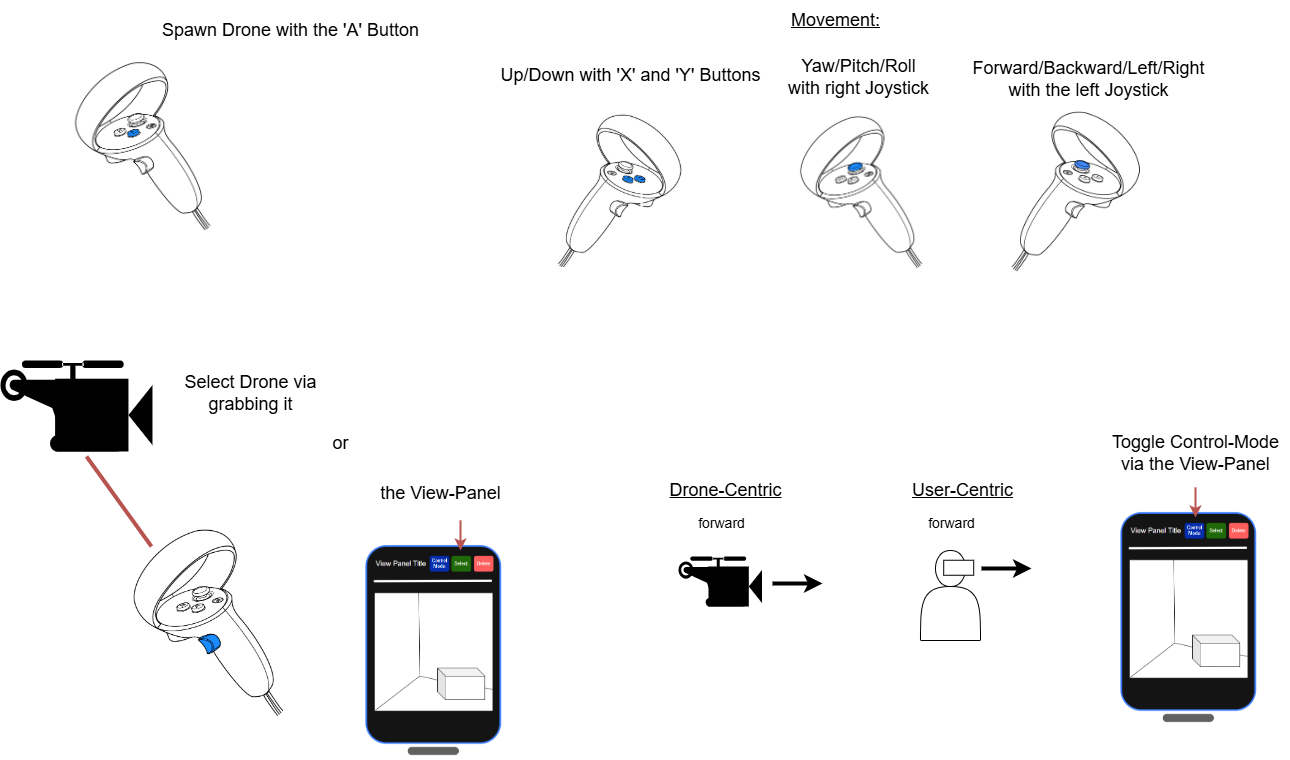 Spawn Drone with the 'A' Button
Movement:
Up/Down with 'X' and 'Y' Buttons
Yaw/Pitch/Roll
with right Joystick
Forward/Backward/Left/Right
with the left Joystick
Select Drone via
grabbing it
or
the View-Panel
View Panel Title
Control
Mode
Select
Delete
Drone-Centric
forward
User-Centric
forward
Toggle Control-Mode
via the View-Panel
View Panel Title
Control
Mode
Select
Delete